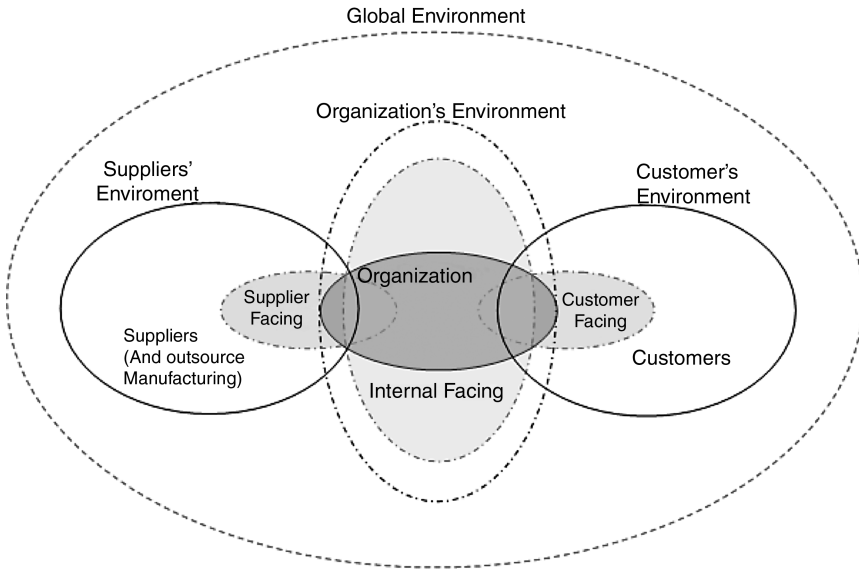 Global Environment
Organization's Environment
Suppliers'
Enviroment
Customer's
Environment
Organization
Supplier
Facing
Customer
Facing
Suppliers
(And outsource
Manufacturing)
Customers
Internal Facing